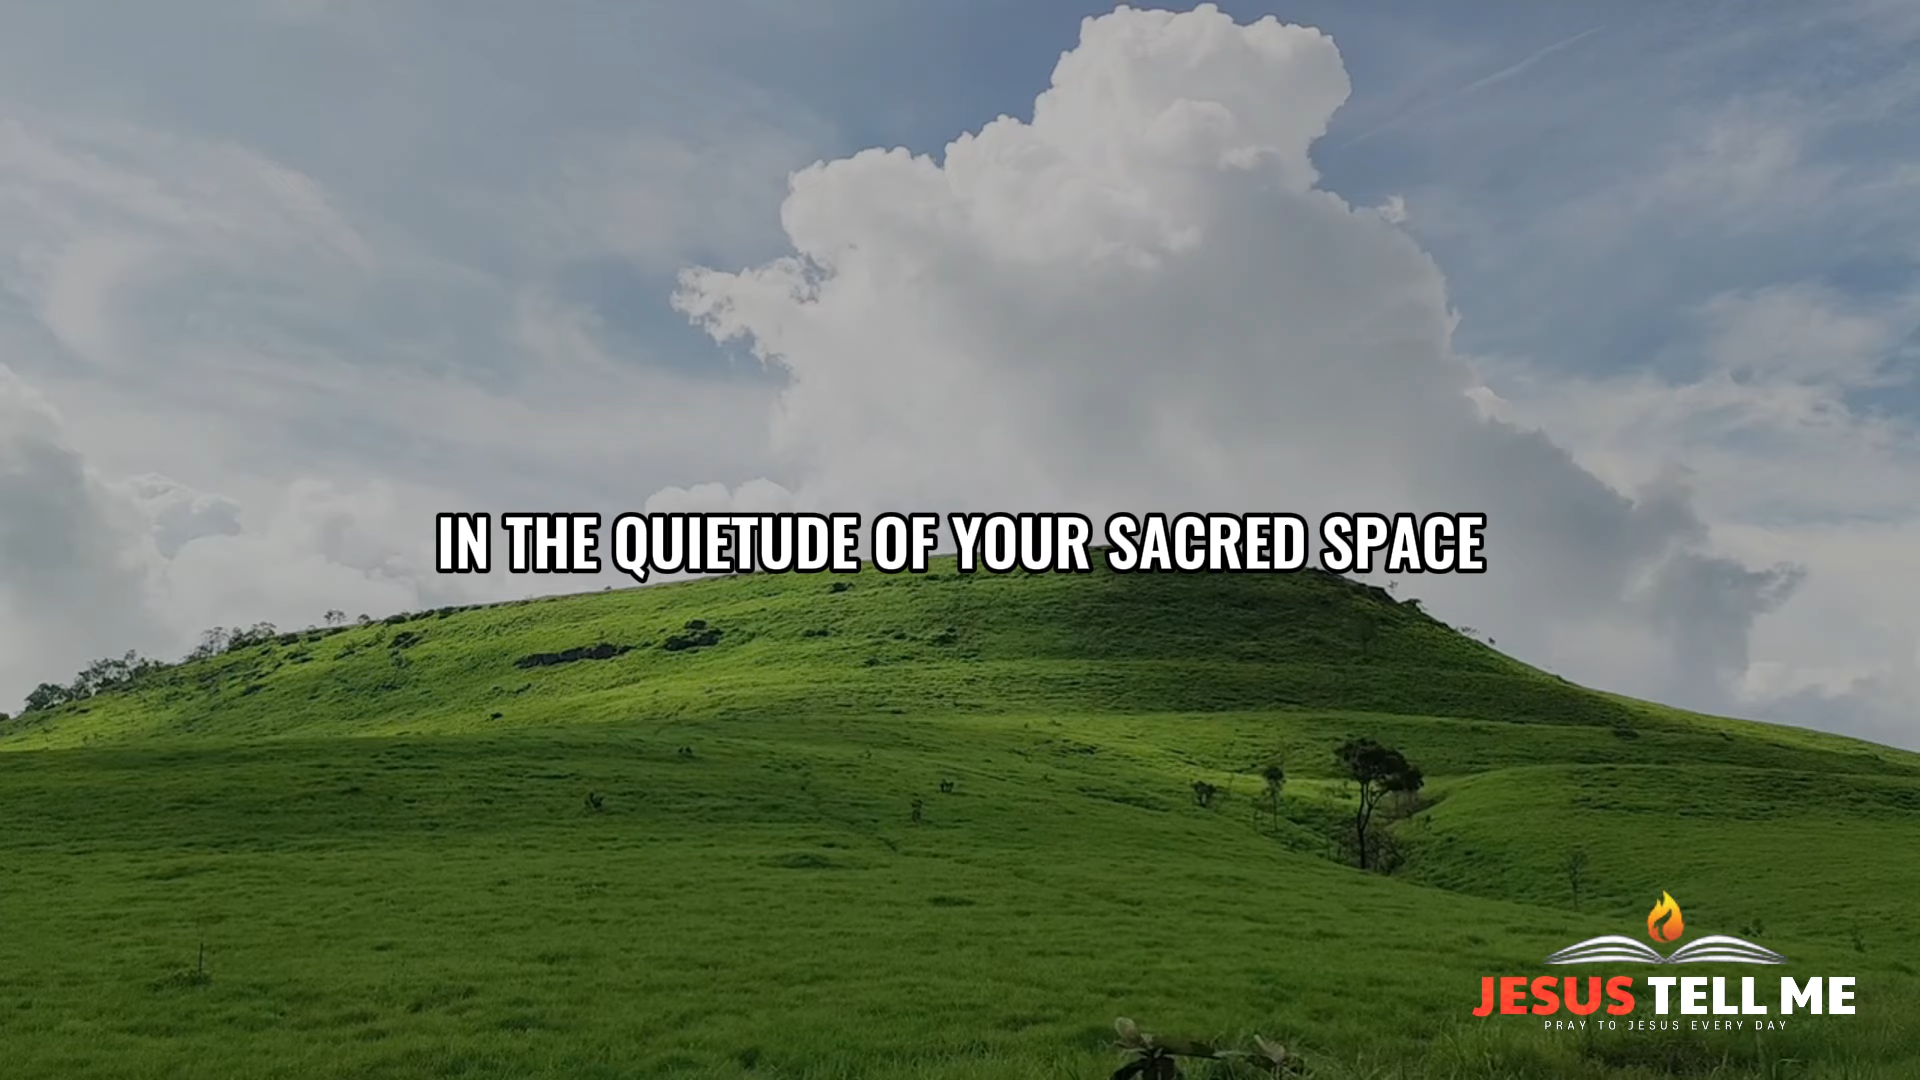 IN THE QUIETUDE OF YOUR SACRED SPACE
JESUS TELL ME
PRAY TO JESUS EVERY DAY